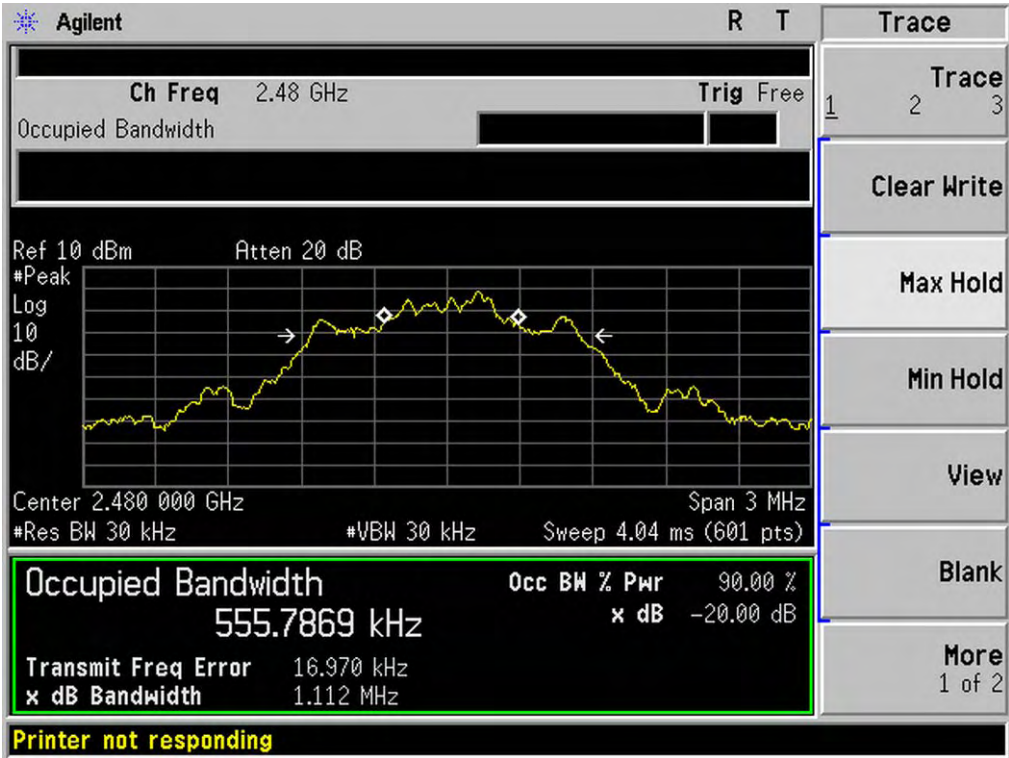 Agilent R T Trace
Ch Freq 2.48 GHz Trig Free
Occupied Bandwidth
Trace
1 2 3
Clear Write
Max Hold
Min Hold
View
Blank
More
1 of 2
Ref 10 dBm Atten 20 dB
#Peak
Log
10
dB/
Center 2.480 000 GHz Span 3 MHz
#Res BW 30 kHz #VBW 30 kHz Sweep 4.04 ms (601 pts)
Occupied Bandwidth Occ BW % Pwr 90.00 %
555.7869 kHz x dB -20.00 dB
Transmit Freq Error 16.970 kHz
x dB Bandwidth 1.112 MHz
Printer not responding